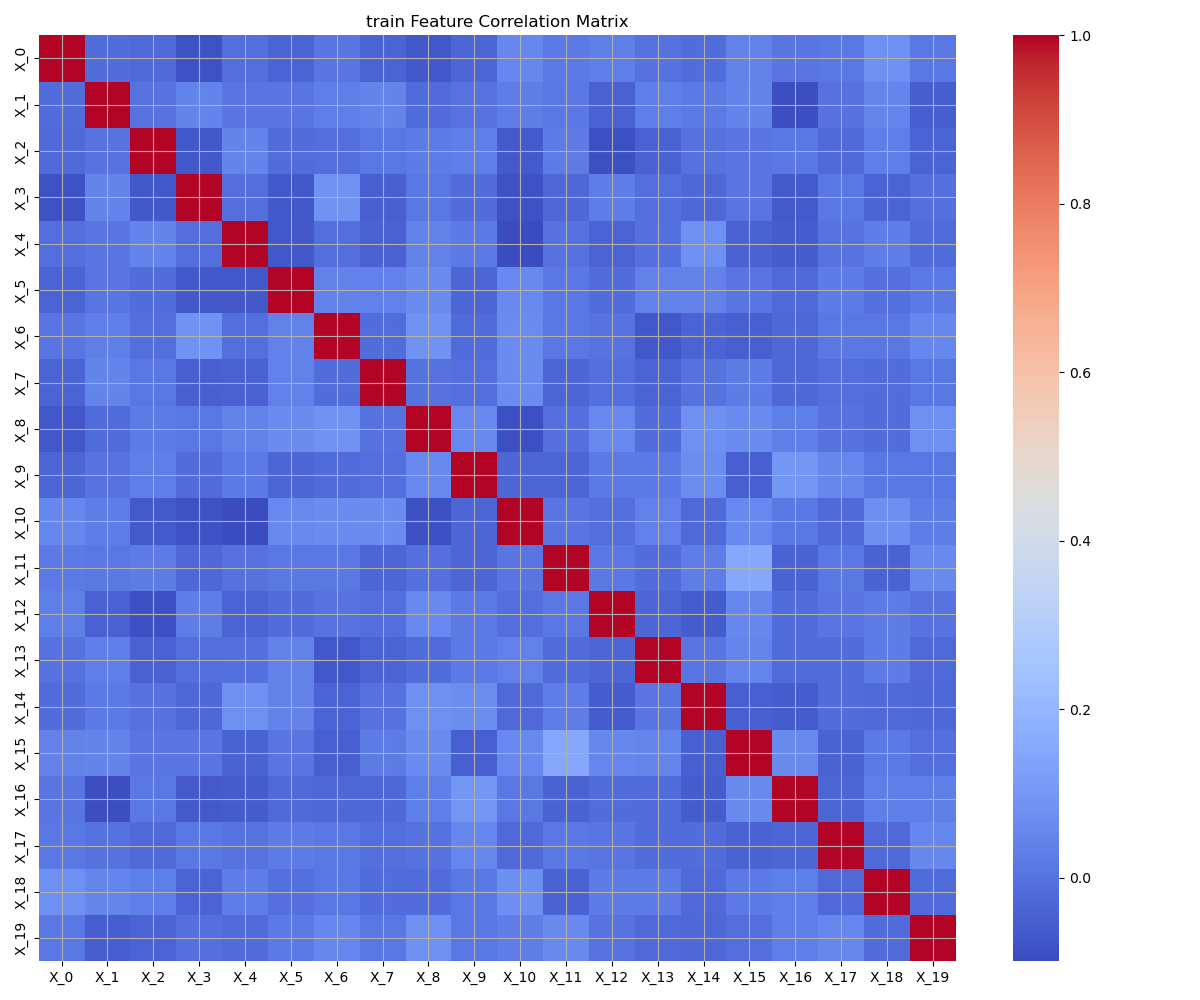 train Feature Correlation Matrix
X_0
X_1
X_2
X_3
X_4
X_5
X_6
X_7
X_8
X_9
X_10
X_11
X_12
X_13
X_14
X_15
X_16
X_17
X_18
X_19
X_0 X_1 X_2 X_3 X_4 X_5 X_6 X_7 X_8 X_9 X_10 X_11 X_12 X_13 X_14 X_15 X_16 X_17 X_18 X_19
1.0
0.8
0.6
0.4
0.2
0.0